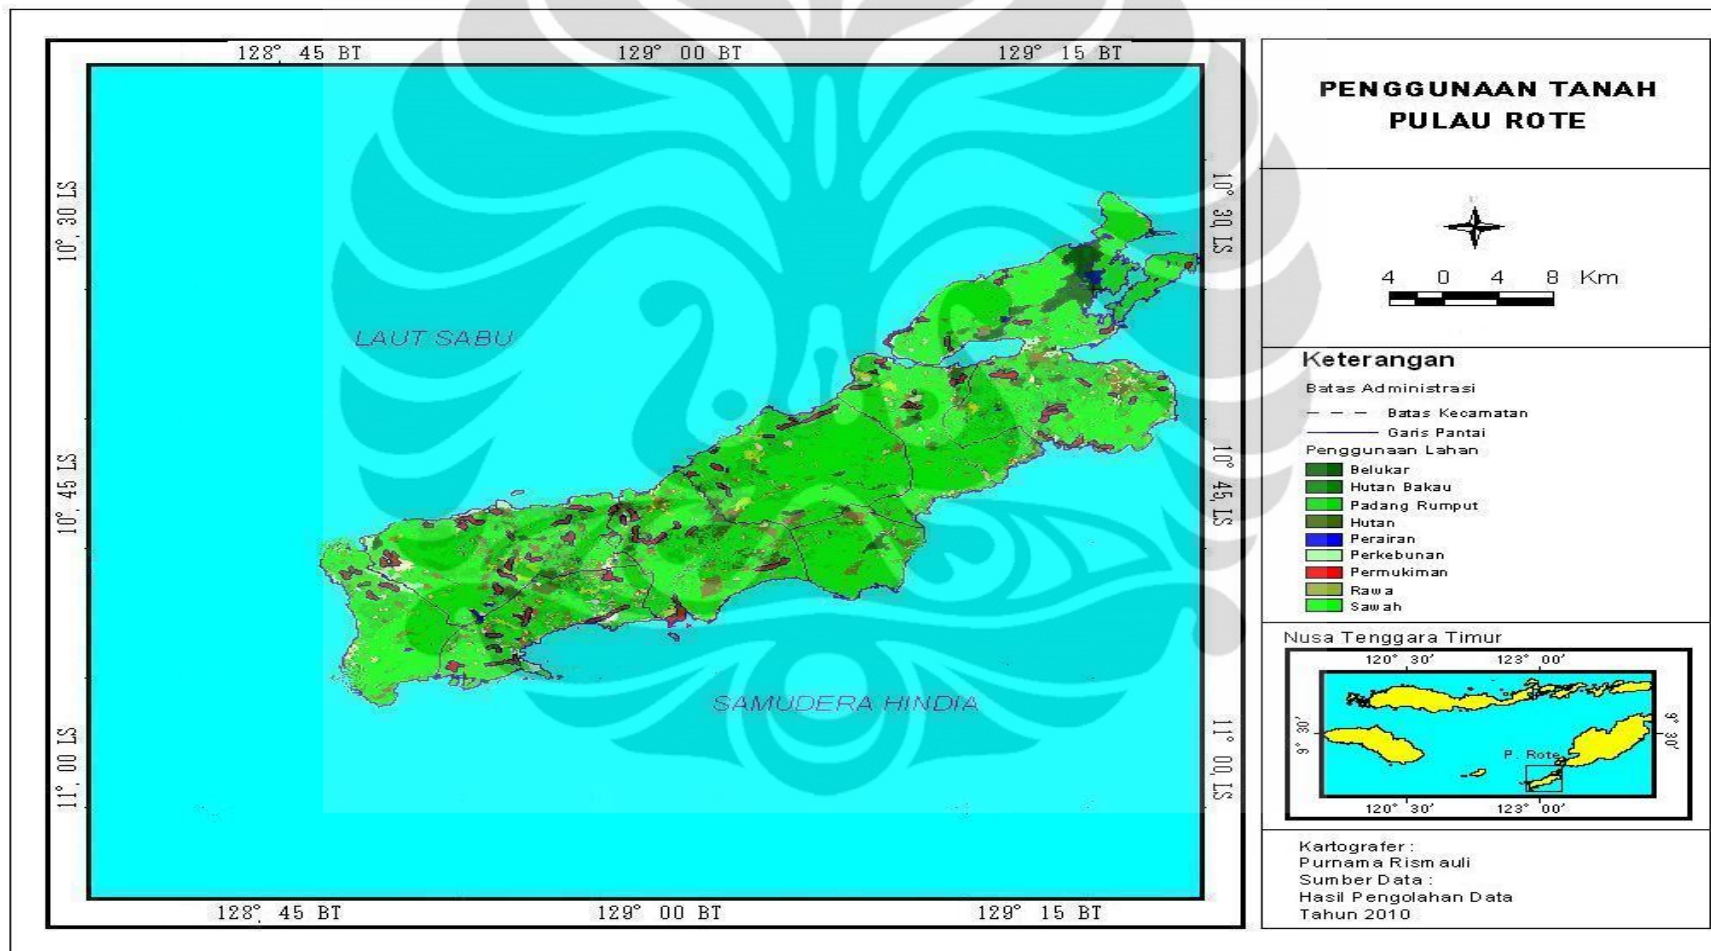 128°, 45 BT
129° 00 BT
129° 15 BT
10°, 30 LS
10°, 45 LS
11°, 00 LS
LAUT SABU
SAMUDERA HINDIA
10° 30, LS
10° 45, LS
11° 00, LS
128°, 45 BT
129° 00 BT
129° 15 BT
PENGGUNAAN TANAH
PULAU ROTE
4 0 4 8 Km
Keterangan
Batas Administrasi
Batas Kecamatan
Garis Pantai
Penggunaan Lahan
Belukar
Hutan Bakau
Padang Rumput
Hutan
Perairan
Perkebunan
Permukiman
Rawa
Sawah
Nusa Tenggara Timur
120° 30' 123° 00'
9° 30'
P. Rote
9° 30'
120° 30' 123° 00'
Kartografer :
Purnama Rismauli
Sumber Data :
Hasil Pengolahan Data
Tahun 2010